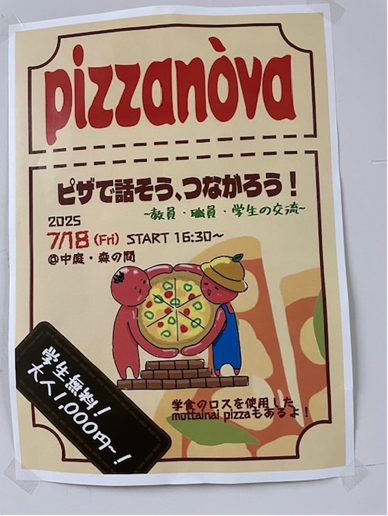 pizzanòva
ピザで話そう、つながろう!
~教員・職員・学生の交流~
2025
7/18 (Fri) START 16:30~
@中庭・森の間
学生無料!
大人1,000円~!
学食のロスを使用した
mottainai pizzaもあるよ!